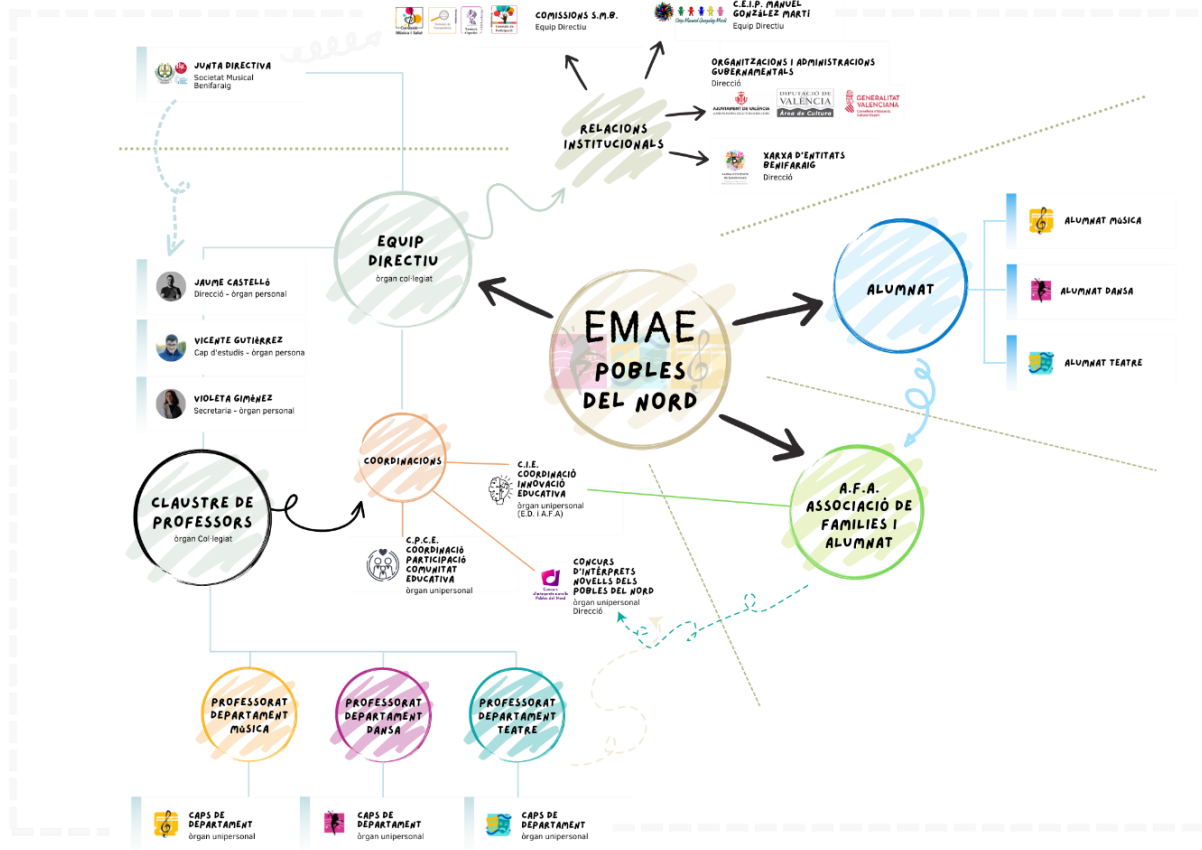 COMISSIONS S.M.B.
Equip Directiu
C.E.I.P. MANUEL
GONZÀLEZ MARTÍ
Equip Directiu
JUNTA DIRECTIVA
Societat Musical
Benifaraig
ORGANITZACIONS I ADMINISTRACIONS
GUBERNAMENTALS
Direcció
AJUNTAMENT DE VALÈNCIA
DIPUTACIÓ DE
VALÈNCIA
Àrea de Cultura
GENERALITAT
VALENCIANA
RELACIONS
INSTITUCIONALS
XARXA D'ENTITATS
BENIFARAIG
Direcció
EQUIP
DIRECTIU
òrgan col·legiat
JAUME CASTELLÓ
Direcció - òrgan personal
VICENTE GUTIÉRREZ
Cap d'estudis - òrgan persona
VIOLETA GIMÉNEZ
Secretaria - òrgan personal
EMAE
POBLES
DEL NORD
ALUMNAT
ALUMNAT MÚSICA
ALUMNAT DANSA
ALUMNAT TEATRE
CLAUSTRE DE
PROFESSORS
òrgan Col·legiat
COORDINACIONS
C.I.E.
COORDINACIÓ
INNOVACIÓ
EDUCATIVA
òrgan unipersonal
(E.D. i A.F.A)
A.F.A.
ASSOCIACIÓ DE
FAMILIES I
ALUMNAT
C.P.C.E.
COORDINACIÓ
PARTICIPACIÓ
COMUNITAT
EDUCATIVA
òrgan unipersonal
CONCURS
D'INTÈRPRETS
NOVELLS DELS
POBLES DEL NORD
òrgan unipersonal
Direcció
PROFESSORAT
DEPARTAMENT
MÚSICA
PROFESSORAT
DEPARTAMENT
DANSA
PROFESSORAT
DEPARTAMENT
TEATRE
CAPS DE
DEPARTAMENT
òrgan unipersonal
CAPS DE
DEPARTAMENT
òrgan unipersonal
CAPS DE
DEPARTAMENT
òrgan unipersonal